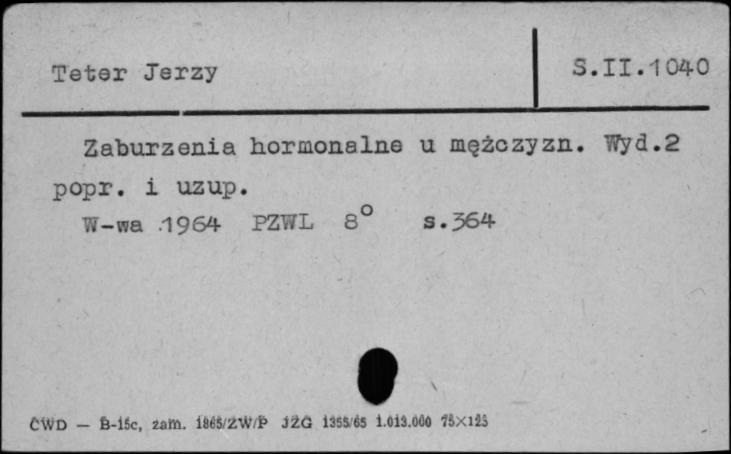 Teter Jerzy
S.II.1040
Zaburzenia hormonalne u mężczyzn. Wyd.2
popr. i uzup.
W-wa 1964 PZWL 8° s.364
CWD — B-15c, zam. 1865/ZW/P JZG 1355/65 1.013.000 75×125